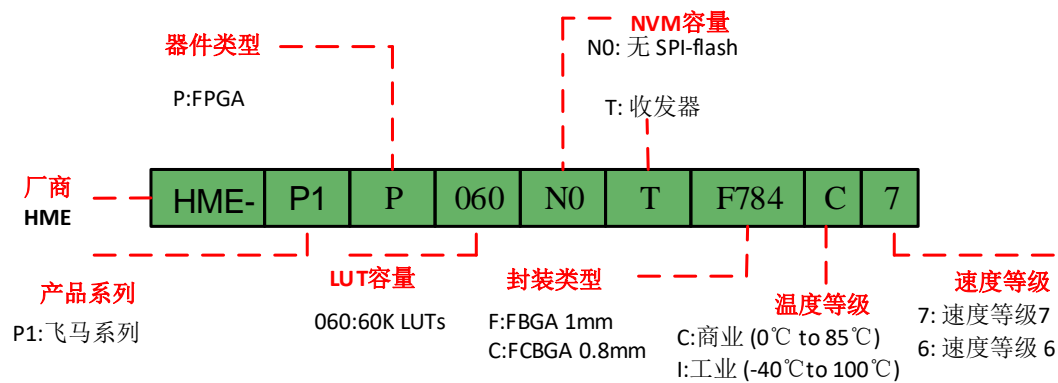 NVM容量
N0: 无 SPI-flash
器件类型
P:FPGA
T: 收发器
厂商
HME
HME- P1 P 060 N0 T F784 C 7
产品系列
P1:飞马系列
LUT容量
060:60K LUTs
封装类型
F:FBGA 1mm
C:FCBGA 0.8mm
温度等级
C:商业 (0℃ to 85℃)
I:工业 (-40℃to 100℃)
速度等级
7: 速度等级7
6: 速度等级 6